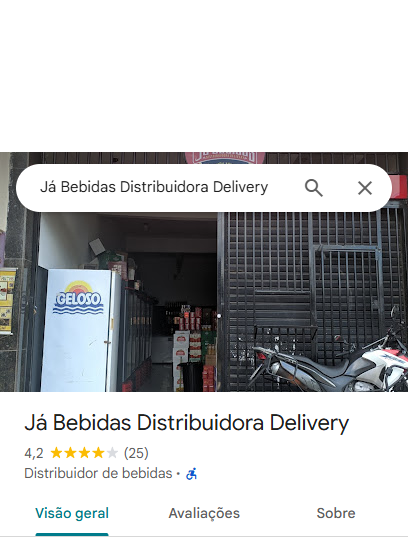 Já Bebidas Distribuidora Delivery
GELOSO
Já Bebidas Distribuidora Delivery
4,2 (25)
Distribuidor de bebidas ·
Visão geral Avaliações Sobre